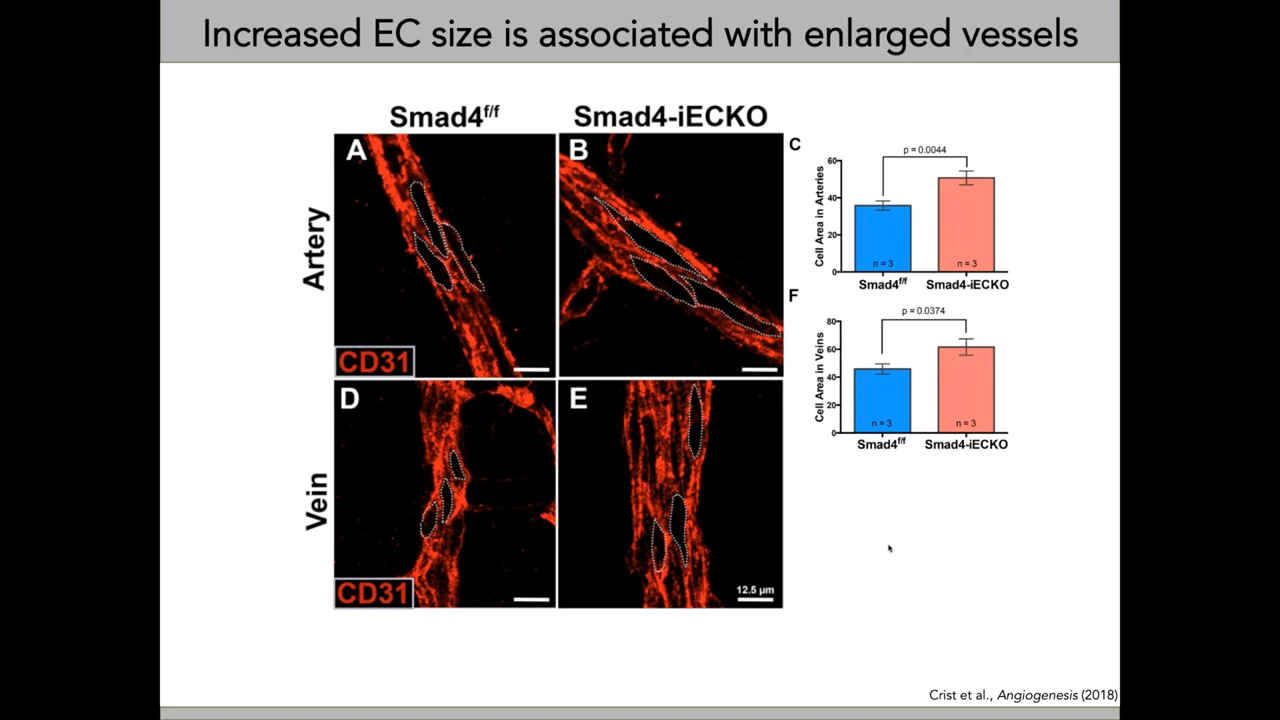 Increased EC size is associated with enlarged vessels
Smad4f/f
Smad4-iECKO
Artery
A
B
CD31
Vein
D
E
CD31
12.5 µm
C
p = 0.0044
Cell Area in Arteries
60
40
20
0
n = 3
n = 3
Smad4f/f
Smad4-iECKO
F
p = 0.0374
Cell Area in Veins
80
60
40
20
0
n = 3
n = 3
Smad4f/f
Smad4-iECKO
Crist et al., Angiogenesis (2018)